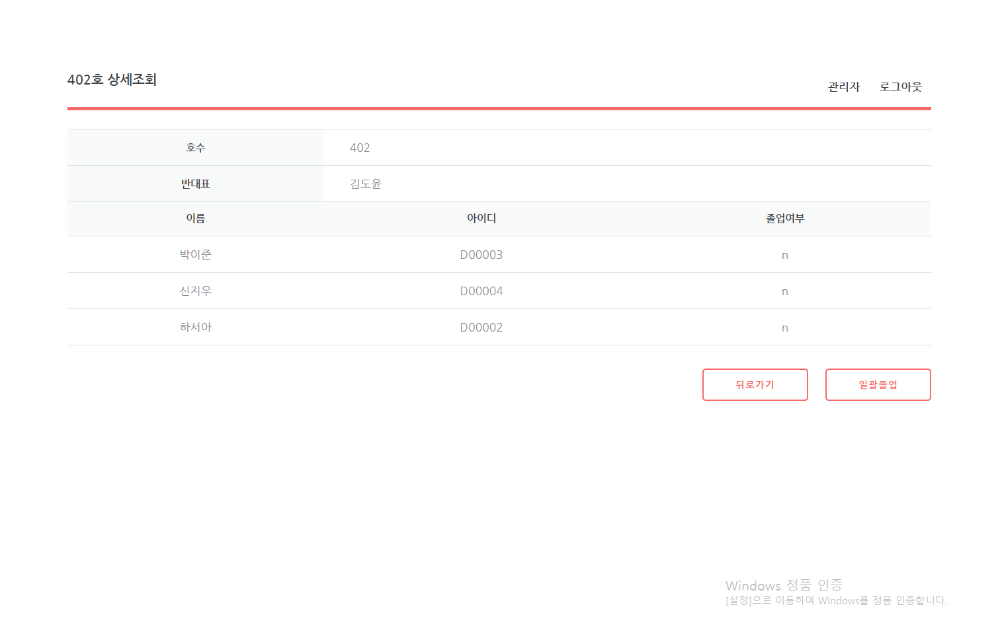 402호 상세조회
관리자 로그아웃
호수 402
반대표 김도윤
이름 아이디 졸업여부
박이준 D00003 n
신지우 D00004 n
하서아 D00002 n
뒤로가기 일괄졸업
Windows 정품 인증
[설정]으로 이동하여 Windows를 정품 인증합니다.